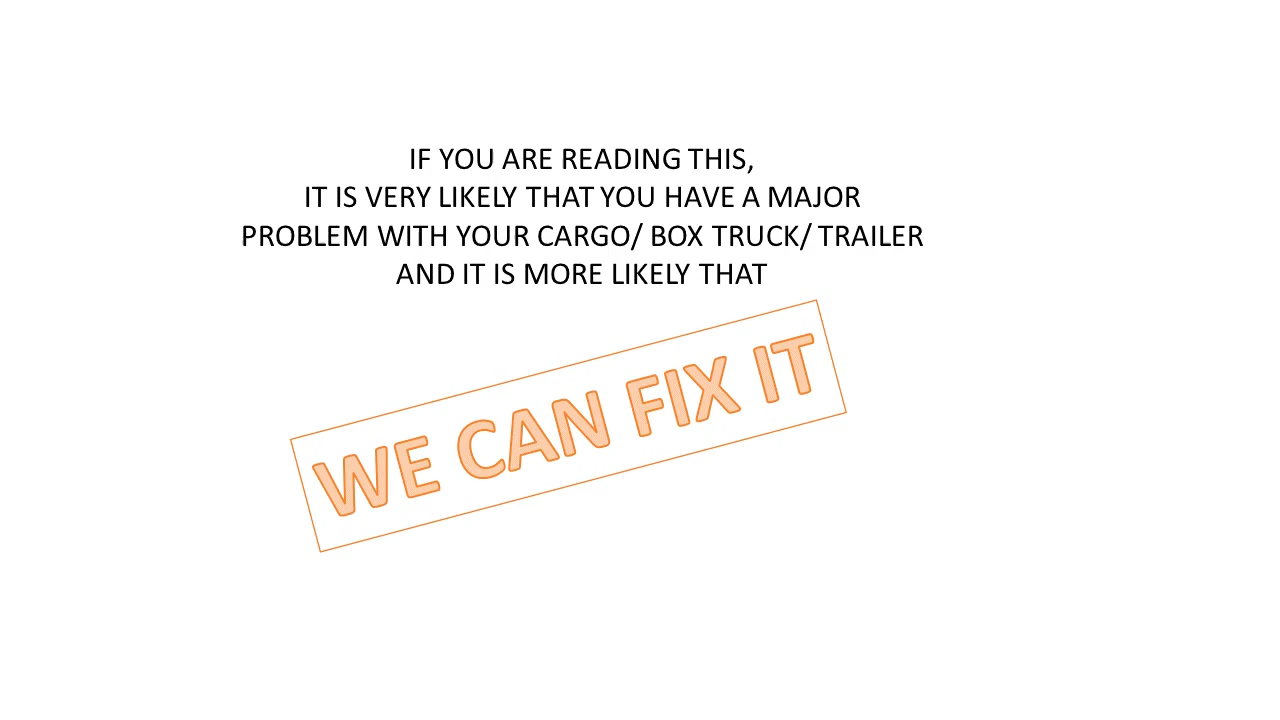 IF YOU ARE READING THIS,
IT IS VERY LIKELY THAT YOU HAVE A MAJOR
PROBLEM WITH YOUR CARGO/ BOX TRUCK/ TRAILER
AND IT IS MORE LIKELY THAT
WE CAN FIX IT